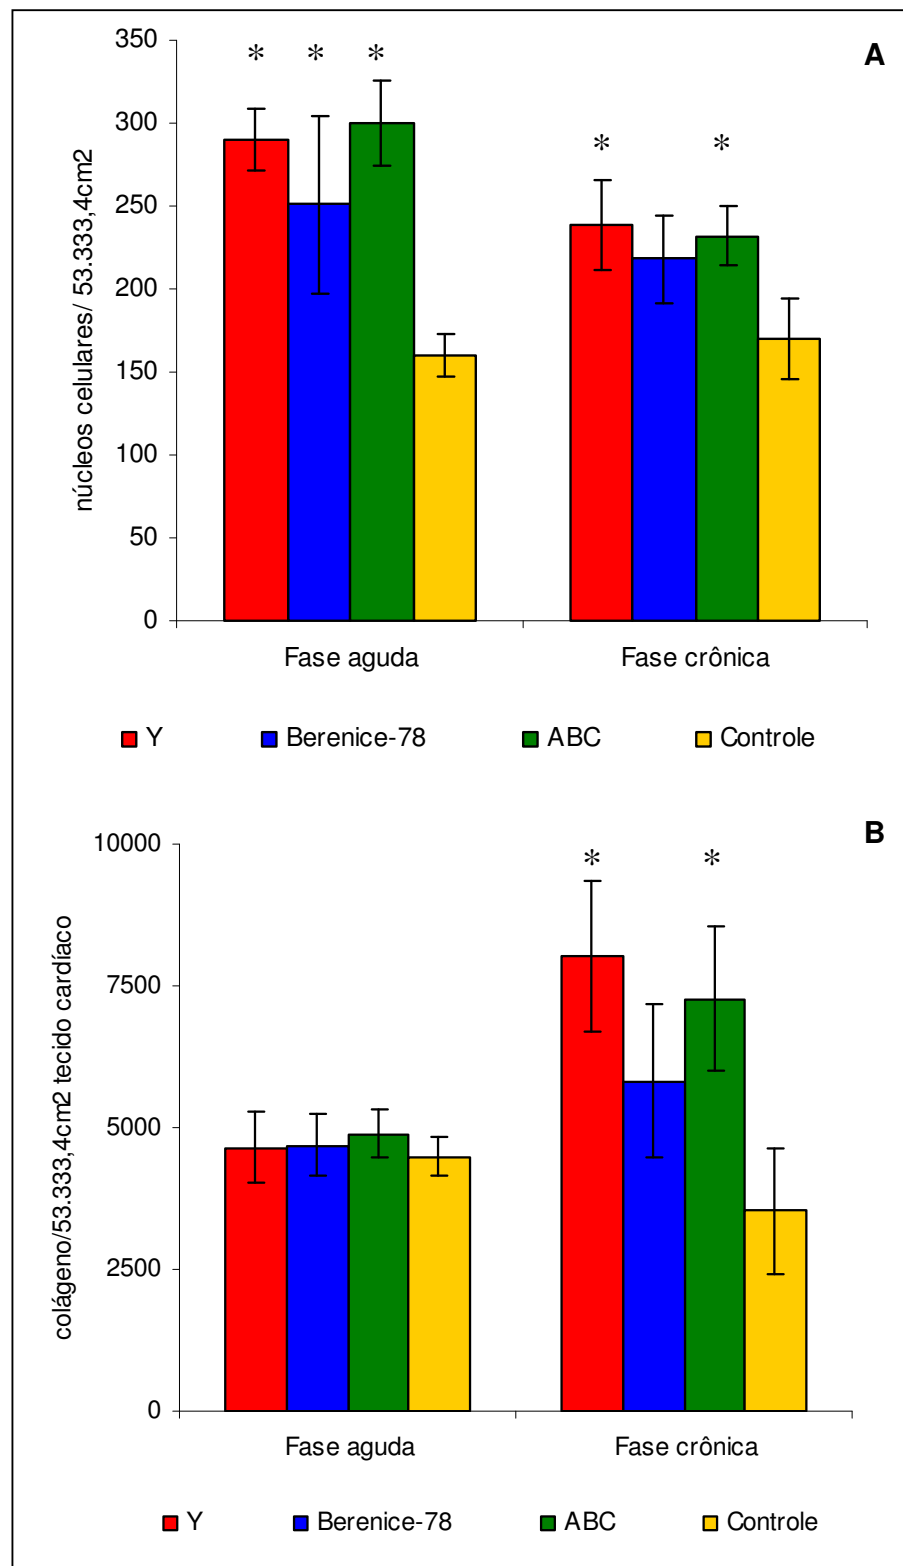 A
350
300
250
200
150
100
50
0
núcleos celulares/ 53.333,4cm2
* * *
* *
Fase aguda Fase crônica
Y Berenice-78 ABC Controle
B
10000
7500
5000
2500
0
colágeno/53.333,4cm2 tecido cardíaco
* *
Fase aguda Fase crônica
Y Berenice-78 ABC Controle